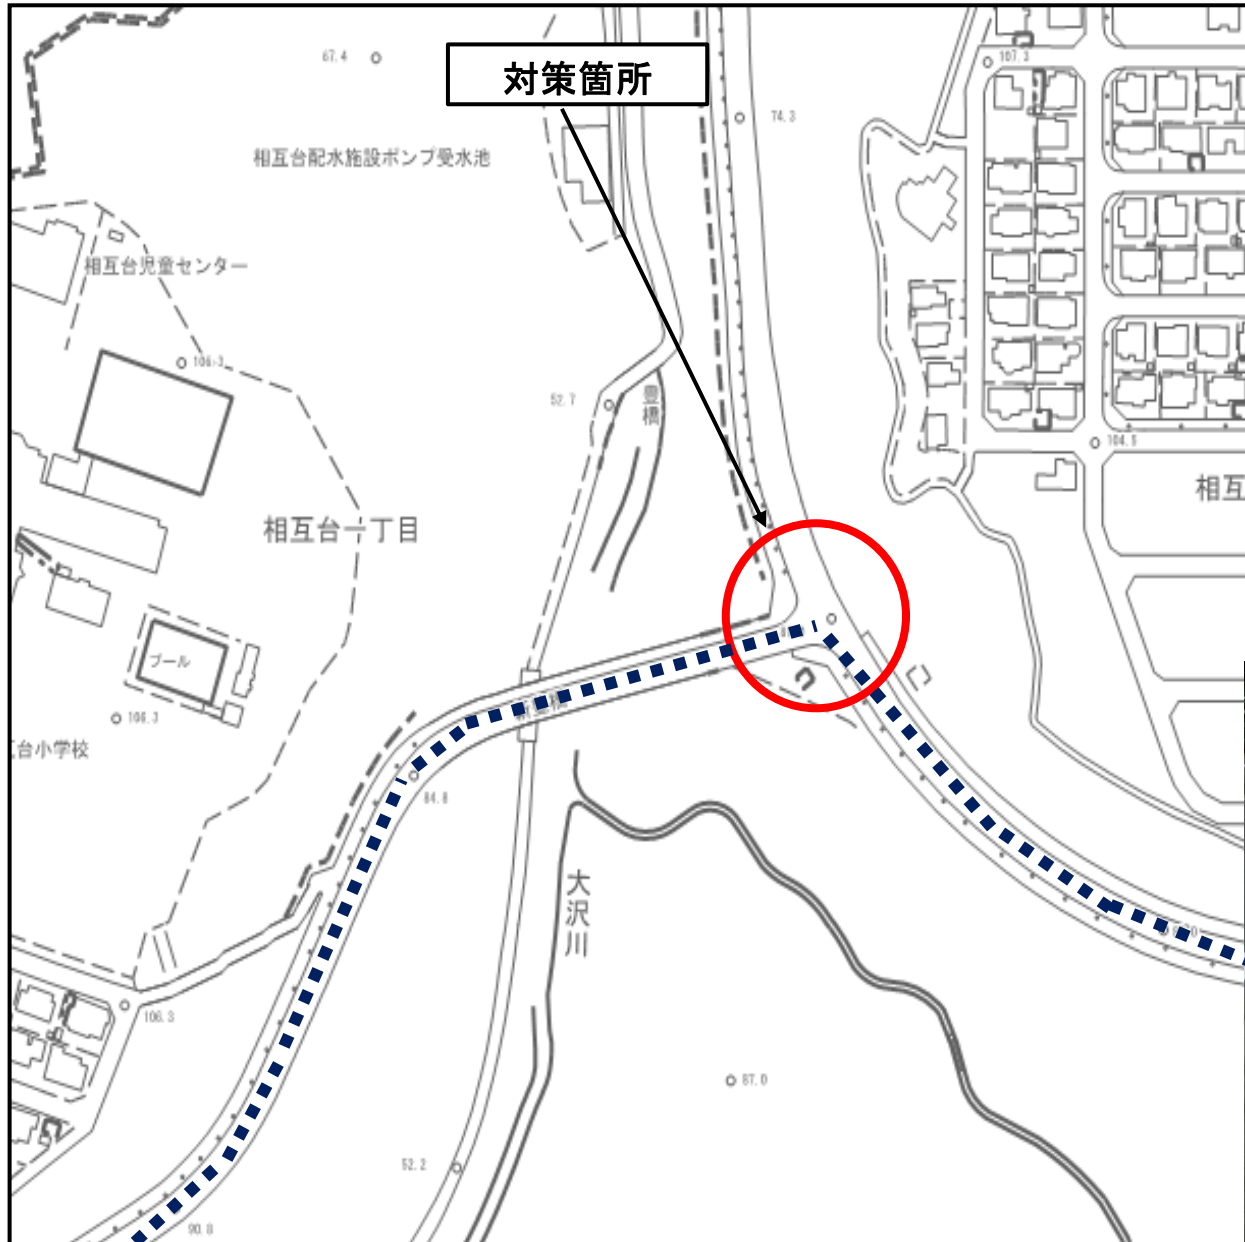 67.4
対策箇所
107.3
74.3
相互台配水施設ポンプ受水池
相互台児童センター
106.3
52.7
豊橋
104.5
相互
相互台一丁目
プール
106.3
台小学校
84.8
大沢川
106.3
87.0
52.2
90.8